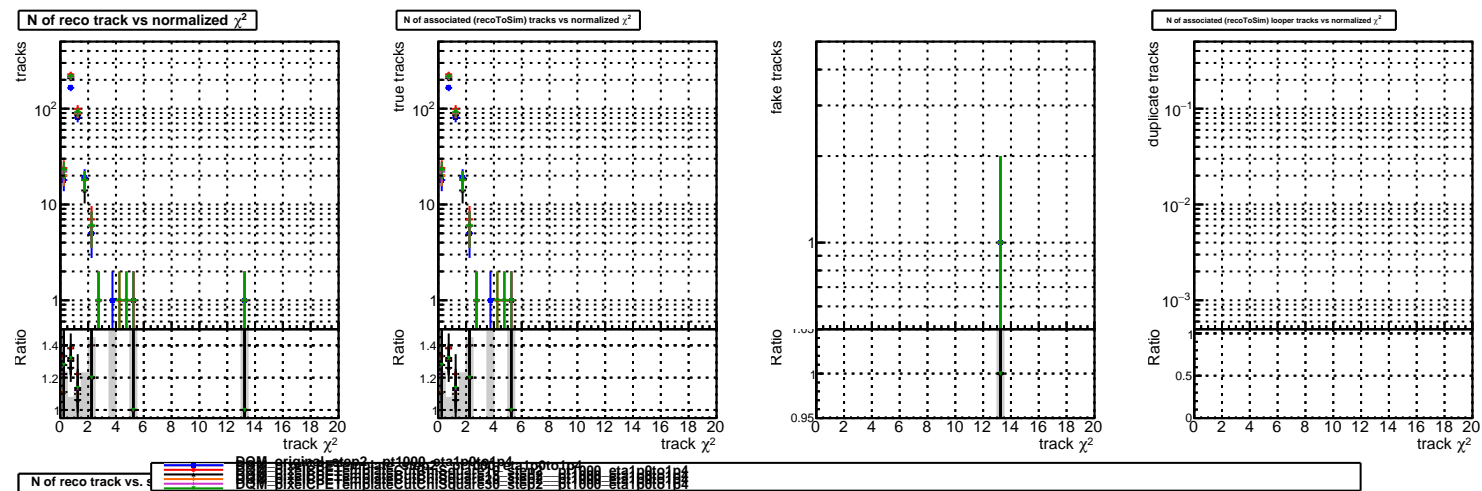 N of reco track vs normalized χ²
N of associated (recoToSim) tracks vs normalized χ²
N of associated (recoToSim) looper tracks vs normalized χ²
tracks
10²
10
1
Ratio
1.4
1.2
1
0 2 4 6 8 10 12 14 16 18 20
track χ²
true tracks
10²
10
1
Ratio
1.4
1.2
1
0 2 4 6 8 10 12 14 16 18 20
track χ²
fake tracks
1
Ratio
1.05
1
0.95
0 2 4 6 8 10 12 14 16 18 20
track χ²
duplicate tracks
10⁻¹
10⁻²
10⁻³
Ratio
1
0.5
0
0 2 4 6 8 10 12 14 16 18 20
track χ²
N of reco track vs.